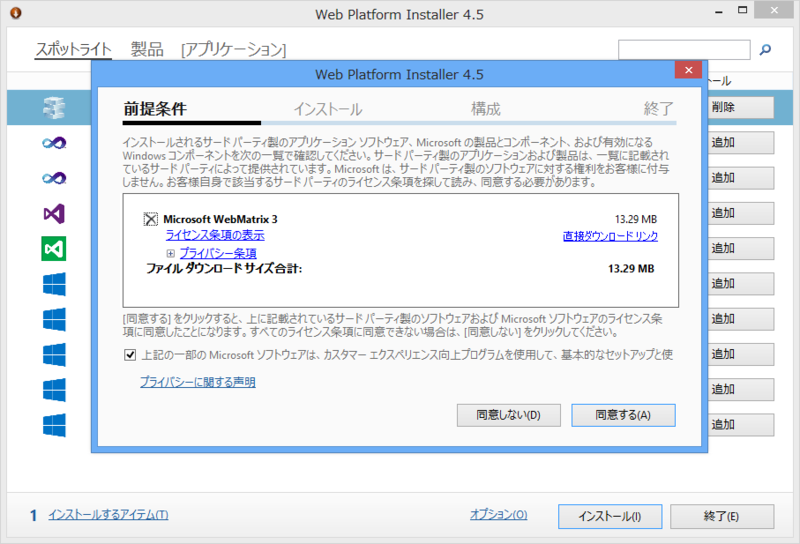 Web Platform Installer 4.5
スポットライト 製品 [アプリケーション]
Web Platform Installer 4.5
削除
前提条件 インストール 構成 終了
追加
インストールされるサード パーティ製のアプリケーション ソフトウェア、Microsoft の製品とコンポーネント、および有効になる
Windows コンポーネントを次の一覧で確認してください。サード パーティ製のアプリケーションおよび製品は、一覧に記載され
ているサード パーティによって提供されています。Microsoft は、サード パーティ製のソフトウェアに対する権利をお客様に付与
しません。お客様自身で該当するサード パーティのライセンス条項を探して読み、同意する必要があります。
追加
Microsoft WebMatrix 3 13.29 MB
追加
ライセンス条項の表示 直接ダウンロード リンク
プライバシー条項
追加
ファイル ダウンロード サイズ合計: 13.29 MB
追加
[同意する] をクリックすると、上に記載されているサード パーティ製のソフトウェアおよび Microsoft ソフトウェアのライセンス条
項に同意したことになります。すべてのライセンス条項に同意できない場合は、[同意しない] をクリックしてください。
追加
上記の一部の Microsoft ソフトウェアは、カスタマー エクスペリエンス向上プログラムを使用して、基本的なセットアップと使
追加
プライバシーに関する声明
追加
同意しない(D) 同意する(A)
追加
1 インストールするアイテム(T) オプション(O) インストール(I) 終了(E)